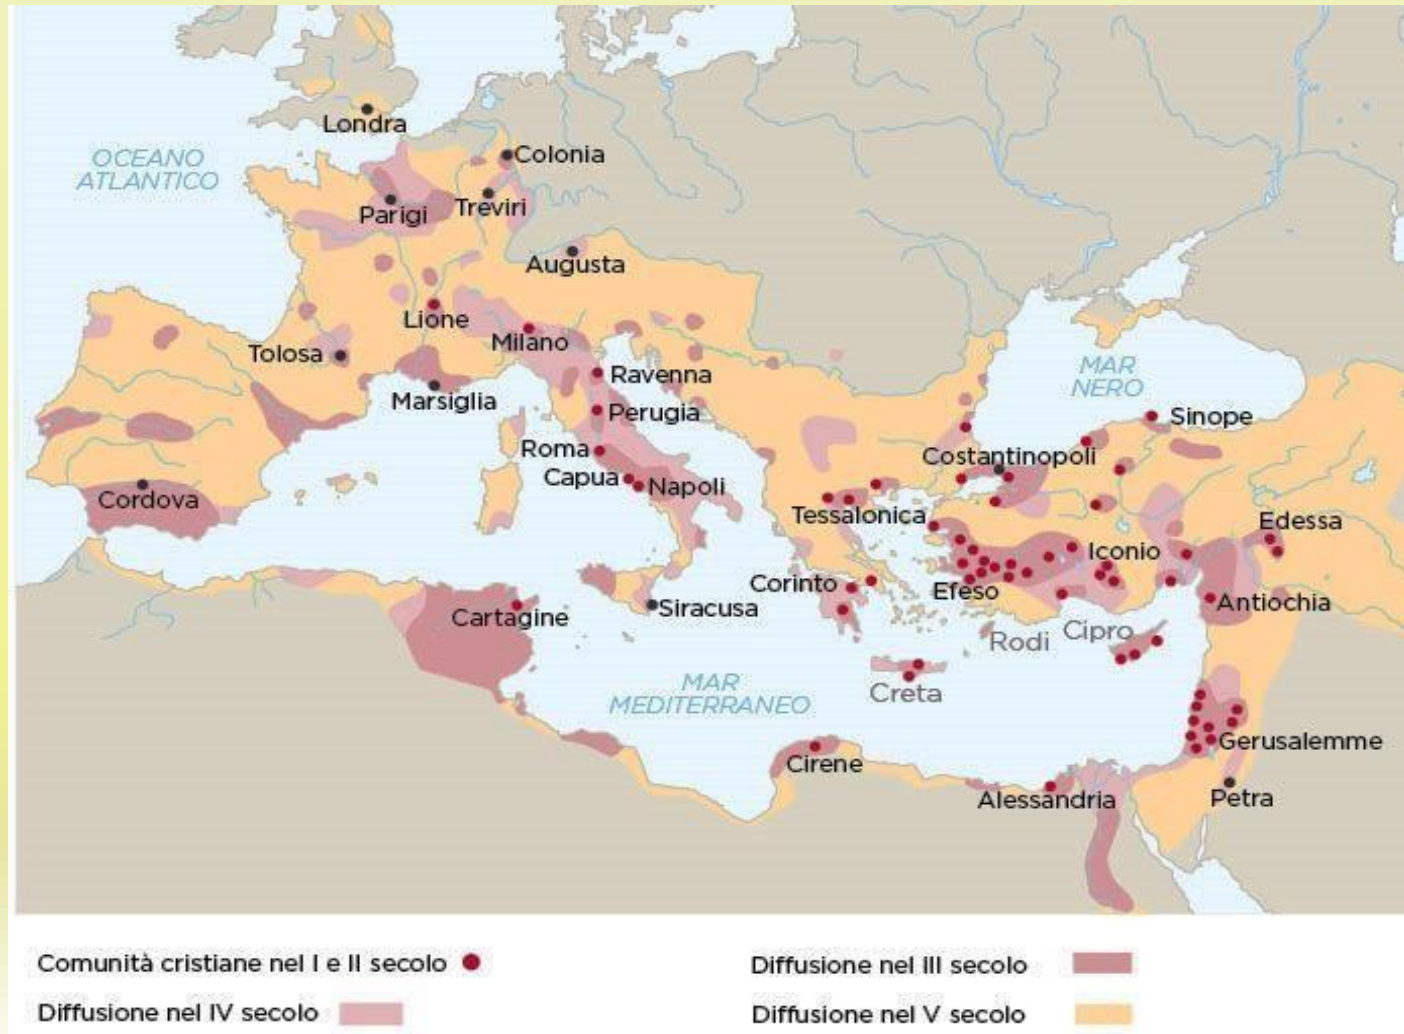 Londra
OCEANO
ATLANTICO
Colonia
Parigi
Treviri
Augusta
Lione
Milano
Tolosa
Marsiglia
Ravenna
MAR
NERO
Perugia
Sinope
Roma
Costantinopoli
Capua
Napoli
Cordova
Tessalonica
Edessa
Iconio
Corinto
Efeso
Cartagine
Siracusa
Antiochia
Rodi
Cipro
MAR
MEDITERRANEO
Creta
Gerusalemme
Cirene
Alessandria
Petra
Comunità cristiane nel I e II secolo
Diffusione nel III secolo
Diffusione nel IV secolo
Diffusione nel V secolo